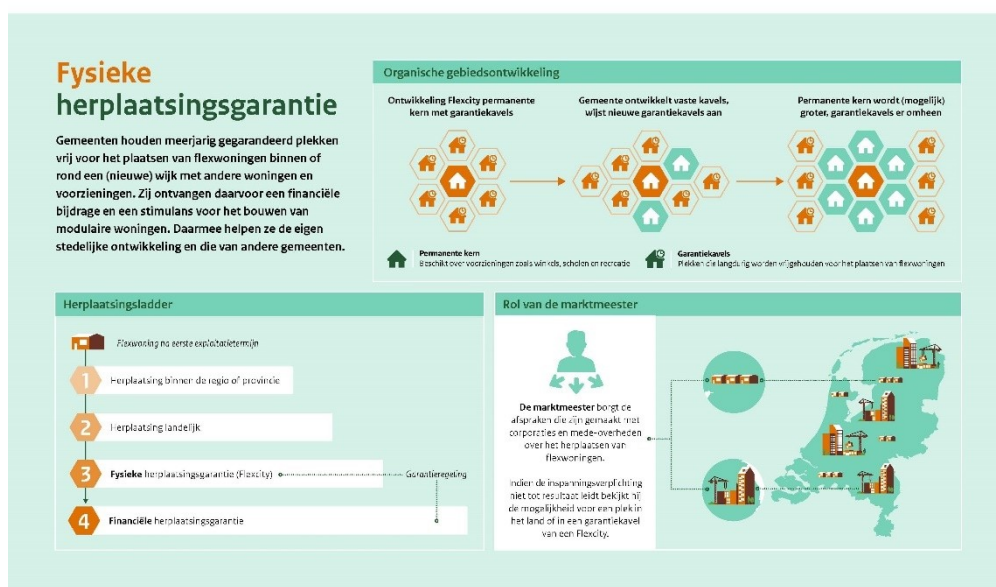 Fysieke
herplaatsingsgarantie
Gemeenten houden meerjarig gegarandeerd plekken
vrij voor het plaatsen van flexwoningen binnen of
rond een (nieuwe) wijk met andere woningen en
voorzieningen. Zij ontvangen daarvoor een financiële
bijdrage en een stimulans voor het bouwen van
modulaire woningen. Daarmee helpen ze de eigen
stedelijke ontwikkeling en die van andere gemeenten.
Organische gebiedsontwikkeling
Ontwikkeling Flexcity permanente
kern met garantiekavels
Gemeente ontwikkelt vaste kavels,
wijst nieuwe garantiekavels aan
Permanente kern wordt (mogelijk)
groter, garantiekavels er omheen
Permanente kern
Beschikt over voorzieningen zoals winkels, scholen en recreatie
Garantiekavels
Plekken die langdurig worden vrijgehouden voor het plaatsen van flexwoningen
Herplaatsingsladder
Flexwoning na eerste exploitatietermijn
1 Herplaatsing binnen de regio of provincie
2 Herplaatsing landelijk
3 Fysieke herplaatsingsgarantie (Flexcity)
Garantieregeling
4 Financiële herplaatsingsgarantie
Rol van de marktmeester
De marktmeester borgt de
afspraken die zijn gemaakt met
corporaties en mede-overheden
over het herplaatsen van
flexwoningen.
Indien de inspanningsverplichting
niet tot resultaat leidt bekijkt hij
de mogelijkheid voor een plek in
het land of in een garantiekavel
van een Flexcity.